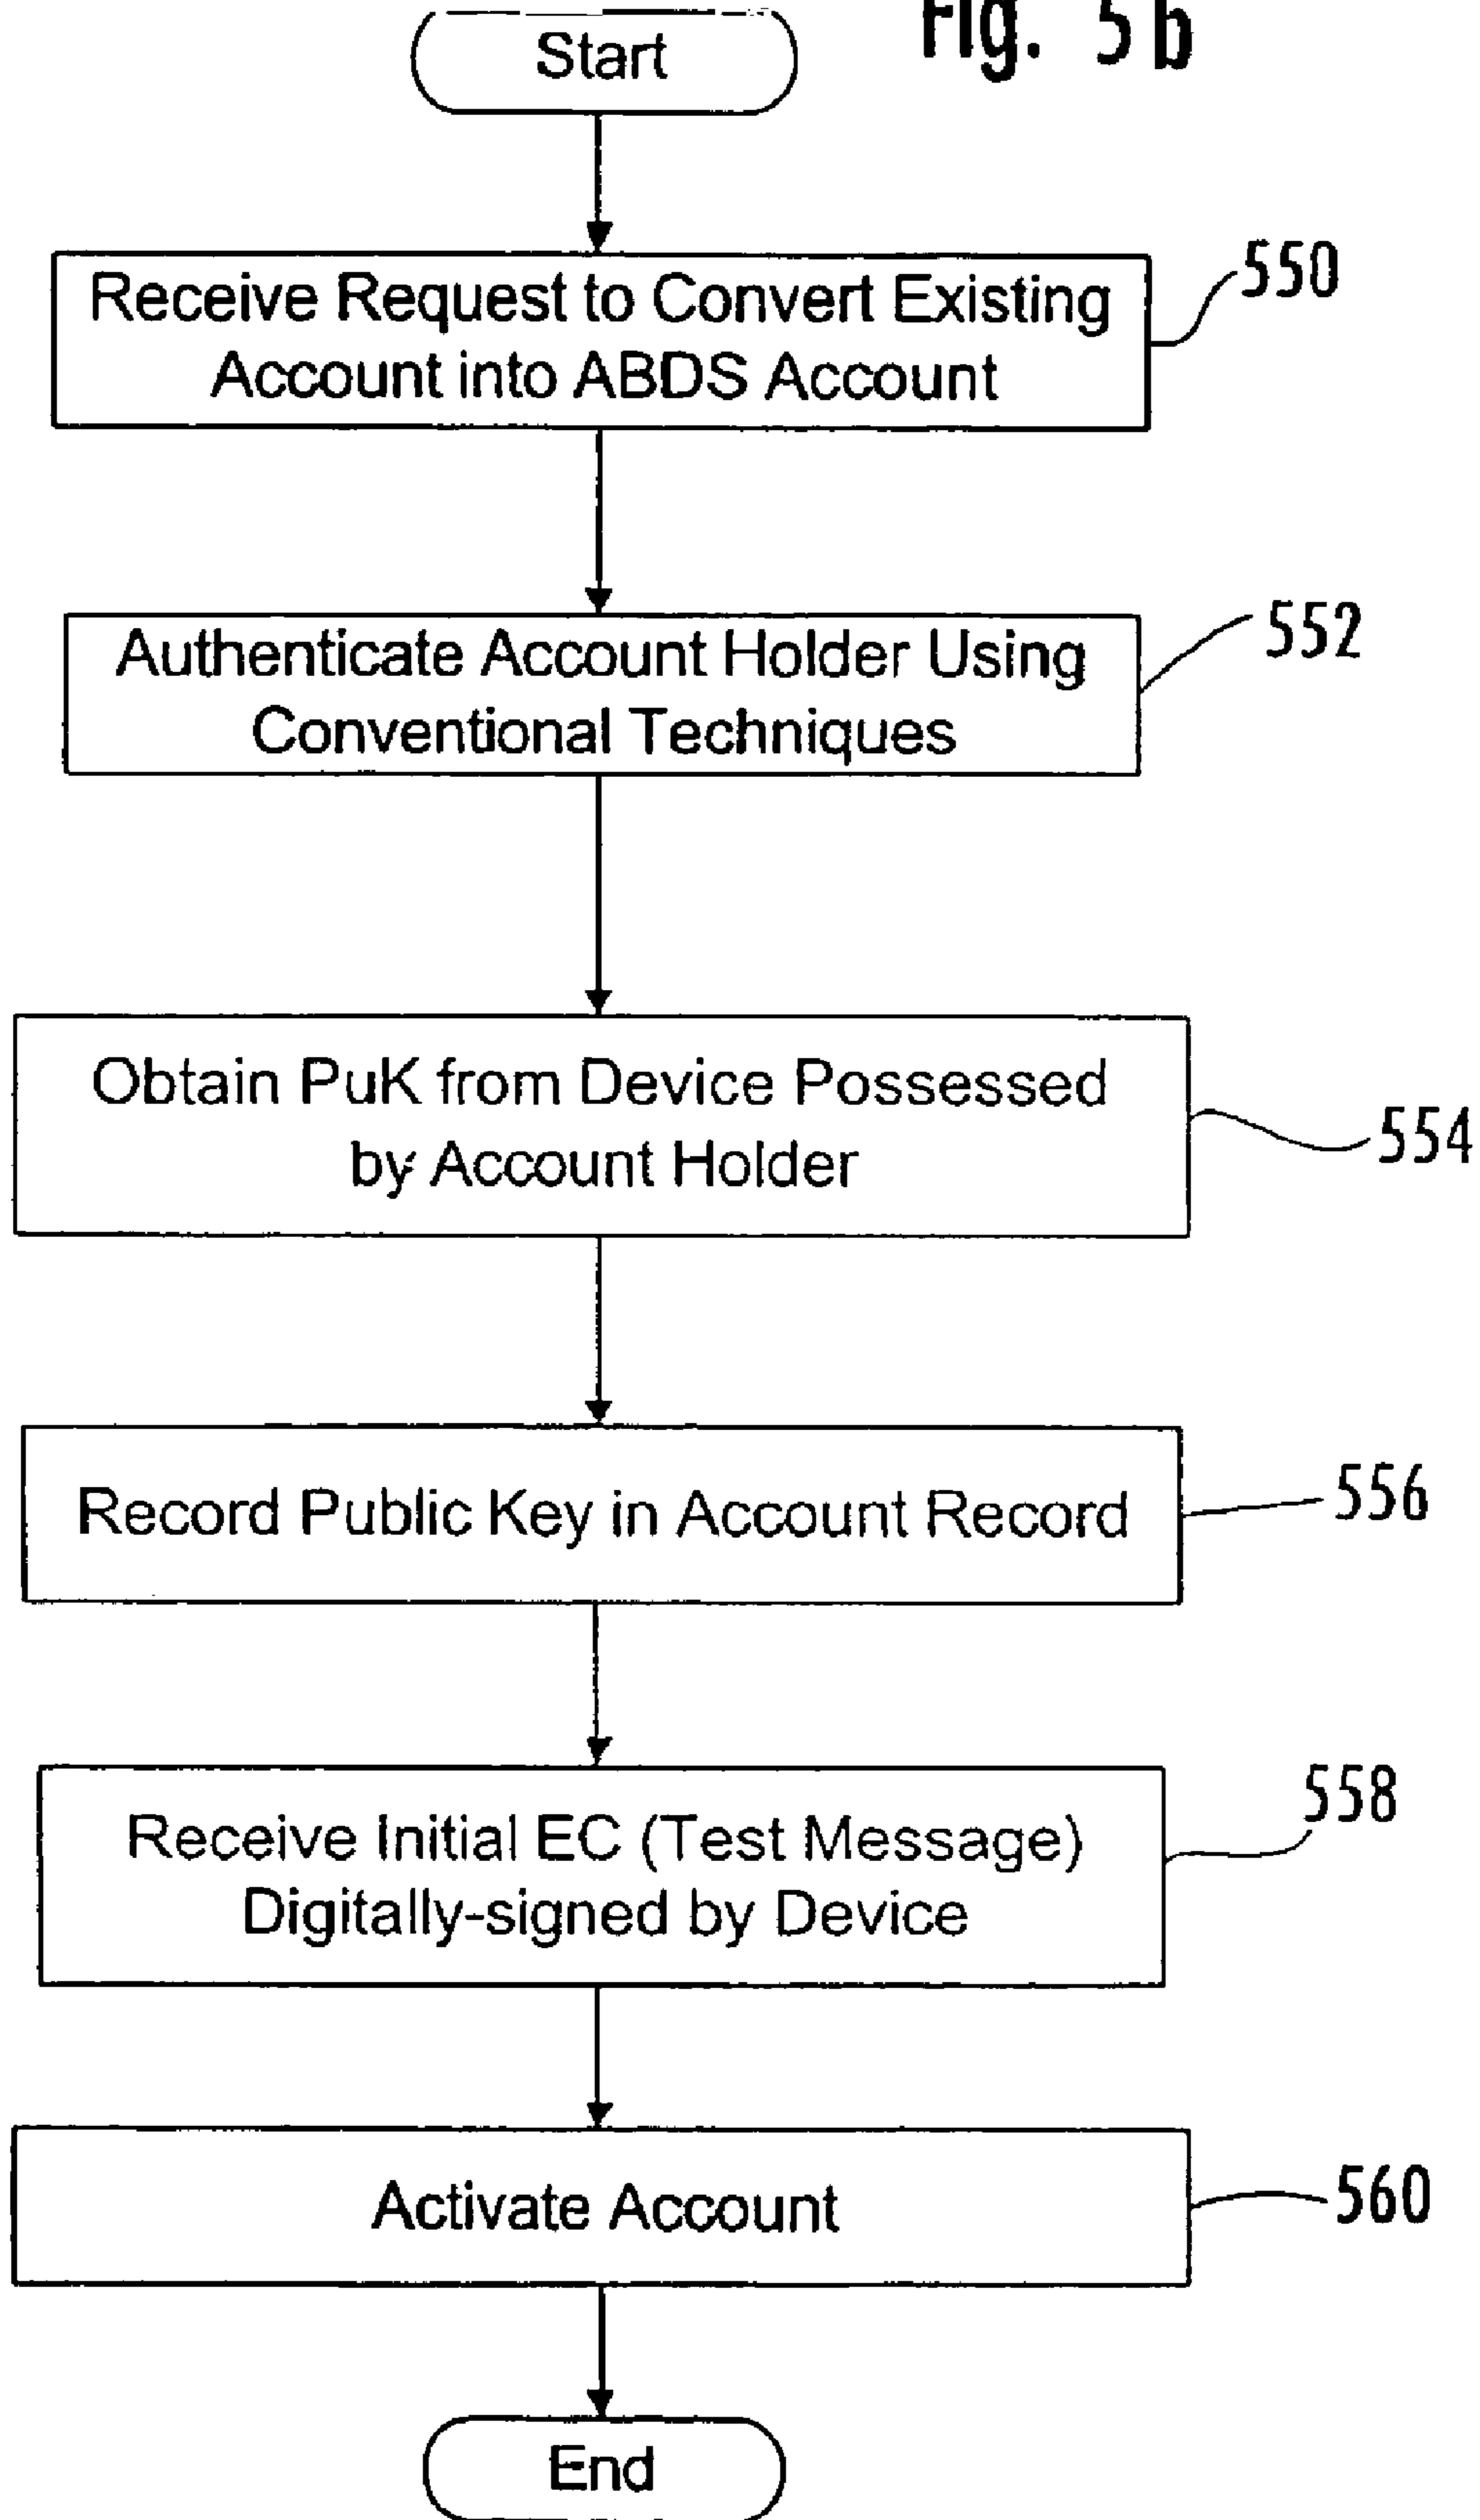 Fig. 5b
Start
Receive Request to Convert Existing
Account into ABDS Account
550
Authenticate Account Holder Using
Conventional Techniques
552
Obtain PuK from Device Possessed
by Account Holder
554
Record Public Key in Account Record
556
Receive Initial EC (Test Message)
Digitally-signed by Device
558
Activate Account
560
End